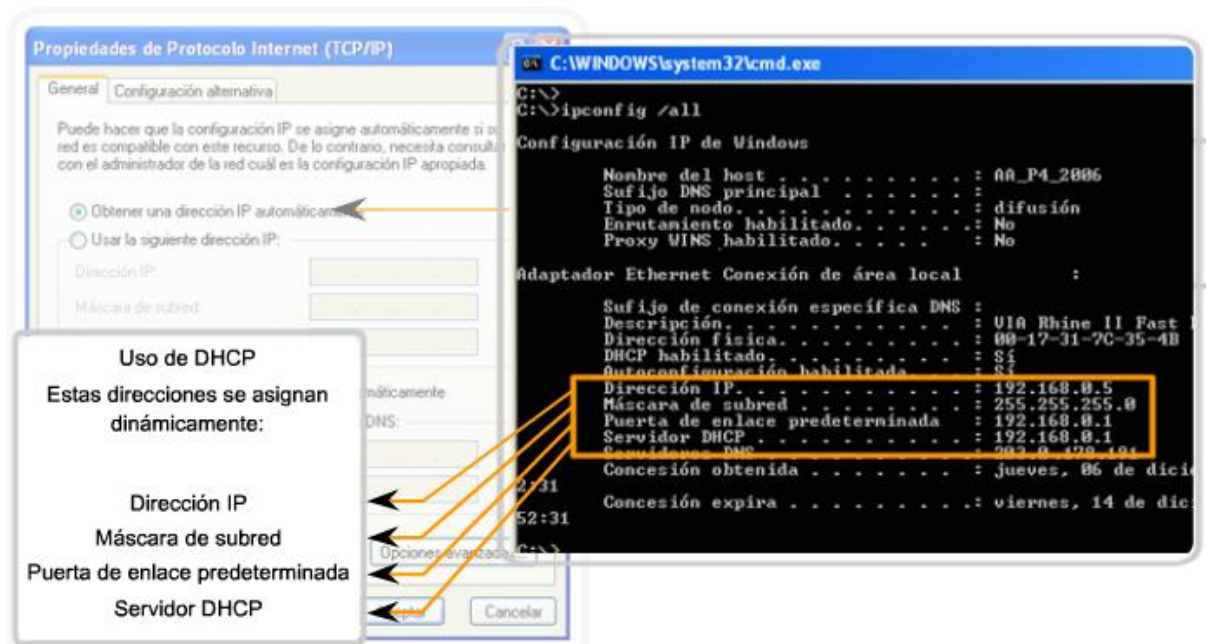 Propiedades de Protocolo Internet (TCP/IP)
General
Configuración alternativa
Puede hacer que la configuración IP se asigne automáticamente si su
red es compatible con este recurso. De lo contrario, necesita consultar
con el administrador de la red cuál es la configuración IP apropiada.
Obtener una dirección IP automáticamente
Usar la siguiente dirección IP:
Dirección IP:
Máscara de subred:
máticamente
DNS:
Opciones avanzadas
Cancelar
Uso de DHCP
Estas direcciones se asignan
dinámicamente:
Dirección IP
Máscara de subred
Puerta de enlace predeterminada
Servidor DHCP
C:\WINDOWS\system32\cmd.exe
C:\>
C:\>ipconfig /all
Configuración IP de Windows
Nombre del host . . . . . . . . . : AA_P4_2006
Sufijo DNS principal . . . . . . :
Tipo de nodo. . . . . . . . . . . : difusión
Enrutamiento habilitado. . . . . .: No
Proxy WINS habilitado. . . . . : No
Adaptador Ethernet Conexión de área local :
Sufijo de conexión específica DNS :
Descripción. . . . . . . . . . . : VIA Rhine II Fast
Dirección física. . . . . . . . . : 00-17-31-7C-35-4B
DHCP habilitado. . . . . . . . . : Sí
Autoconfiguración habilitada. . . : Sí
Dirección IP. . . . . . . . . . . : 192.168.0.5
Máscara de subred . . . . . . . . : 255.255.255.0
Puerta de enlace predeterminada : 192.168.0.1
Servidor DHCP . . . . . . . . . . : 192.168.0.1
Servidores DNS . . . . . . . . . . : 203.0.178.191
Concesión obtenida . . . . . . . : jueves, 06 de dici
2:31
Concesión expira . . . . . . . . .: viernes, 14 de dic
52:31
C:\>